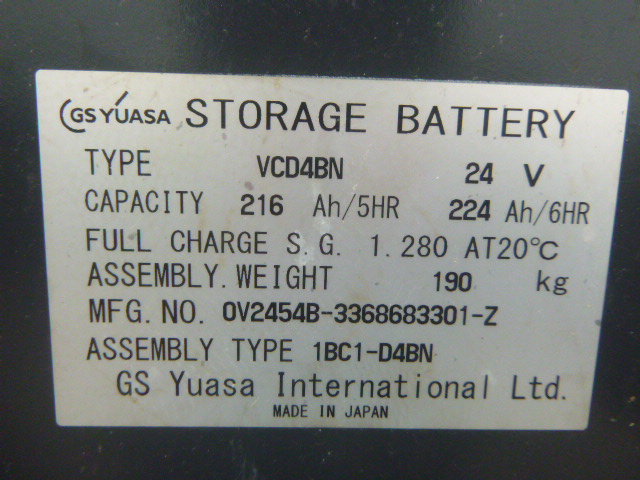 GS YUASA STORAGE BATTERY
TYPE VCD4BN 24 V
CAPACITY 216 Ah/5HR 224 Ah/6HR
FULL CHARGE S.G. 1.280 AT20℃
ASSEMBLY.WEIGHT 190 kg
MFG.NO. 0V2454B-3368683301-Z
ASSEMBLY TYPE 1BC1-D4BN
GS Yuasa International Ltd.
MADE IN JAPAN